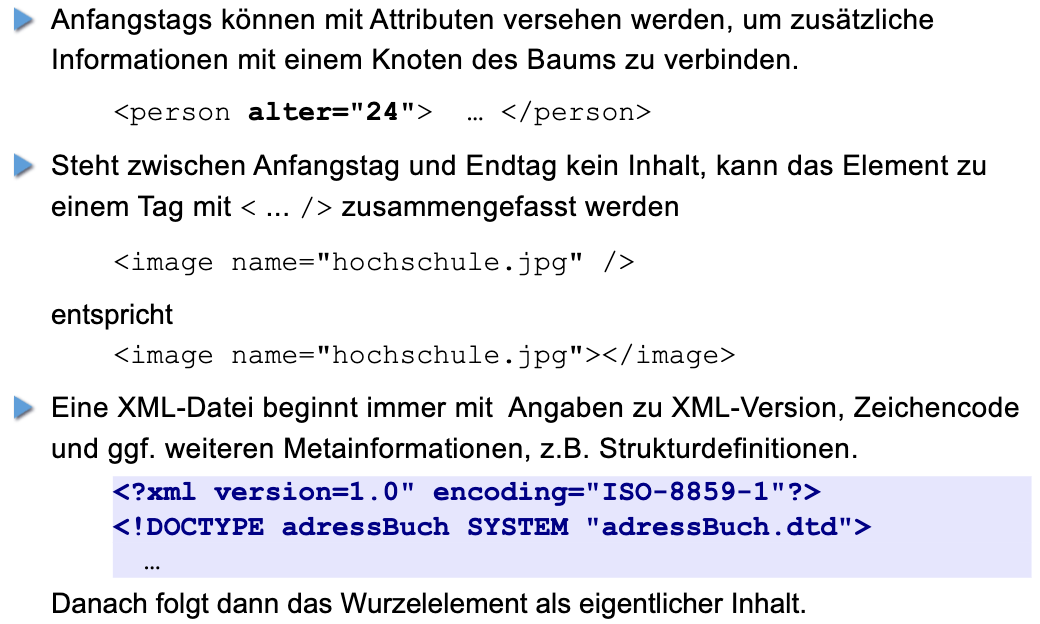 Anfangstags können mit Attributen versehen werden, um zusätzliche
Informationen mit einem Knoten des Baums zu verbinden.
<person alter="24"> … </person>
Steht zwischen Anfangstag und Endtag kein Inhalt, kann das Element zu
einem Tag mit < ... /> zusammengefasst werden
<image name="hochschule.jpg" />
entspricht
<image name="hochschule.jpg"></image>
Eine XML-Datei beginnt immer mit Angaben zu XML-Version, Zeichencode
und ggf. weiteren Metainformationen, z.B. Strukturdefinitionen.
<?xml version=1.0" encoding="ISO-8859-1"?>
<!DOCTYPE adressBuch SYSTEM "adressBuch.dtd">
…
Danach folgt dann das Wurzelelement als eigentlicher Inhalt.